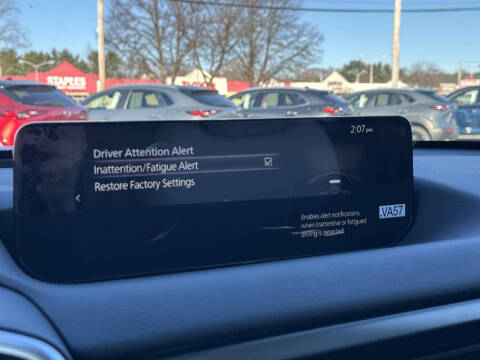 STAPLES
2:07 pm
Driver Attention Alert
Inattention/Fatigue Alert
Restore Factory Settings
.VA57
Enables alert notifications
when inattentive or fatigued
driving is detected.